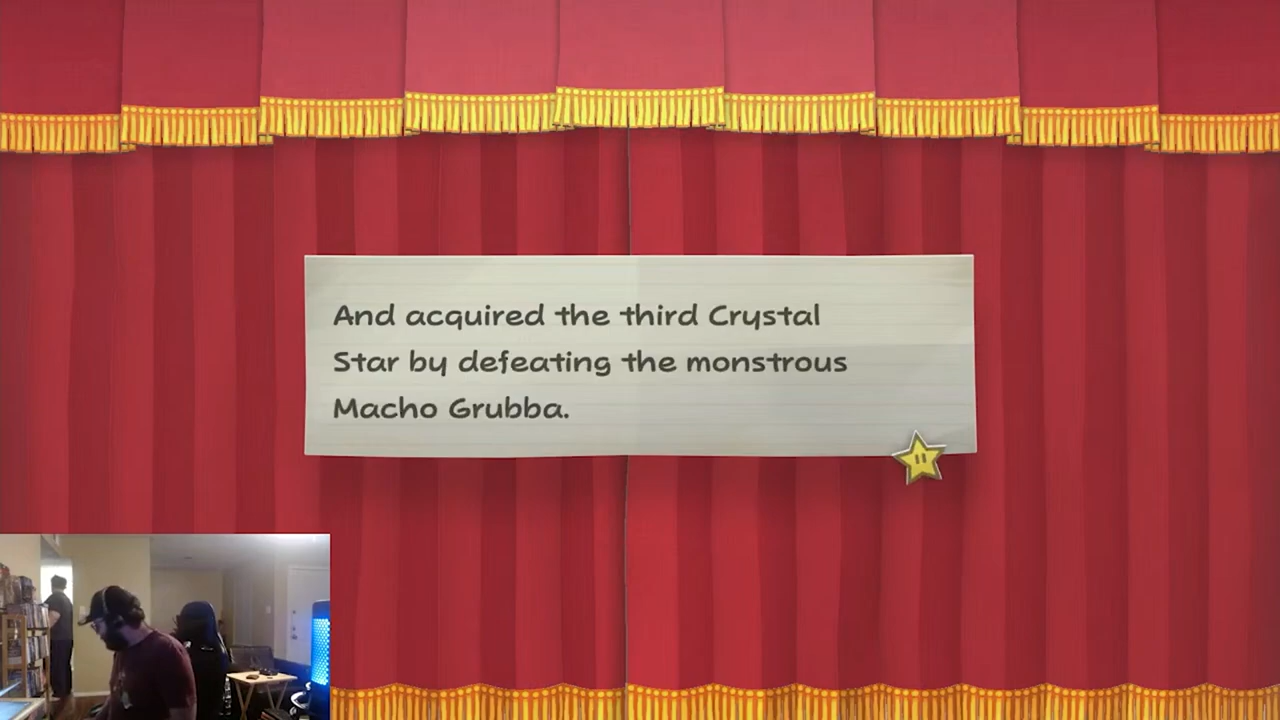 And acquired the third Crystal
Star by defeating the monstrous
Macho Grubba.